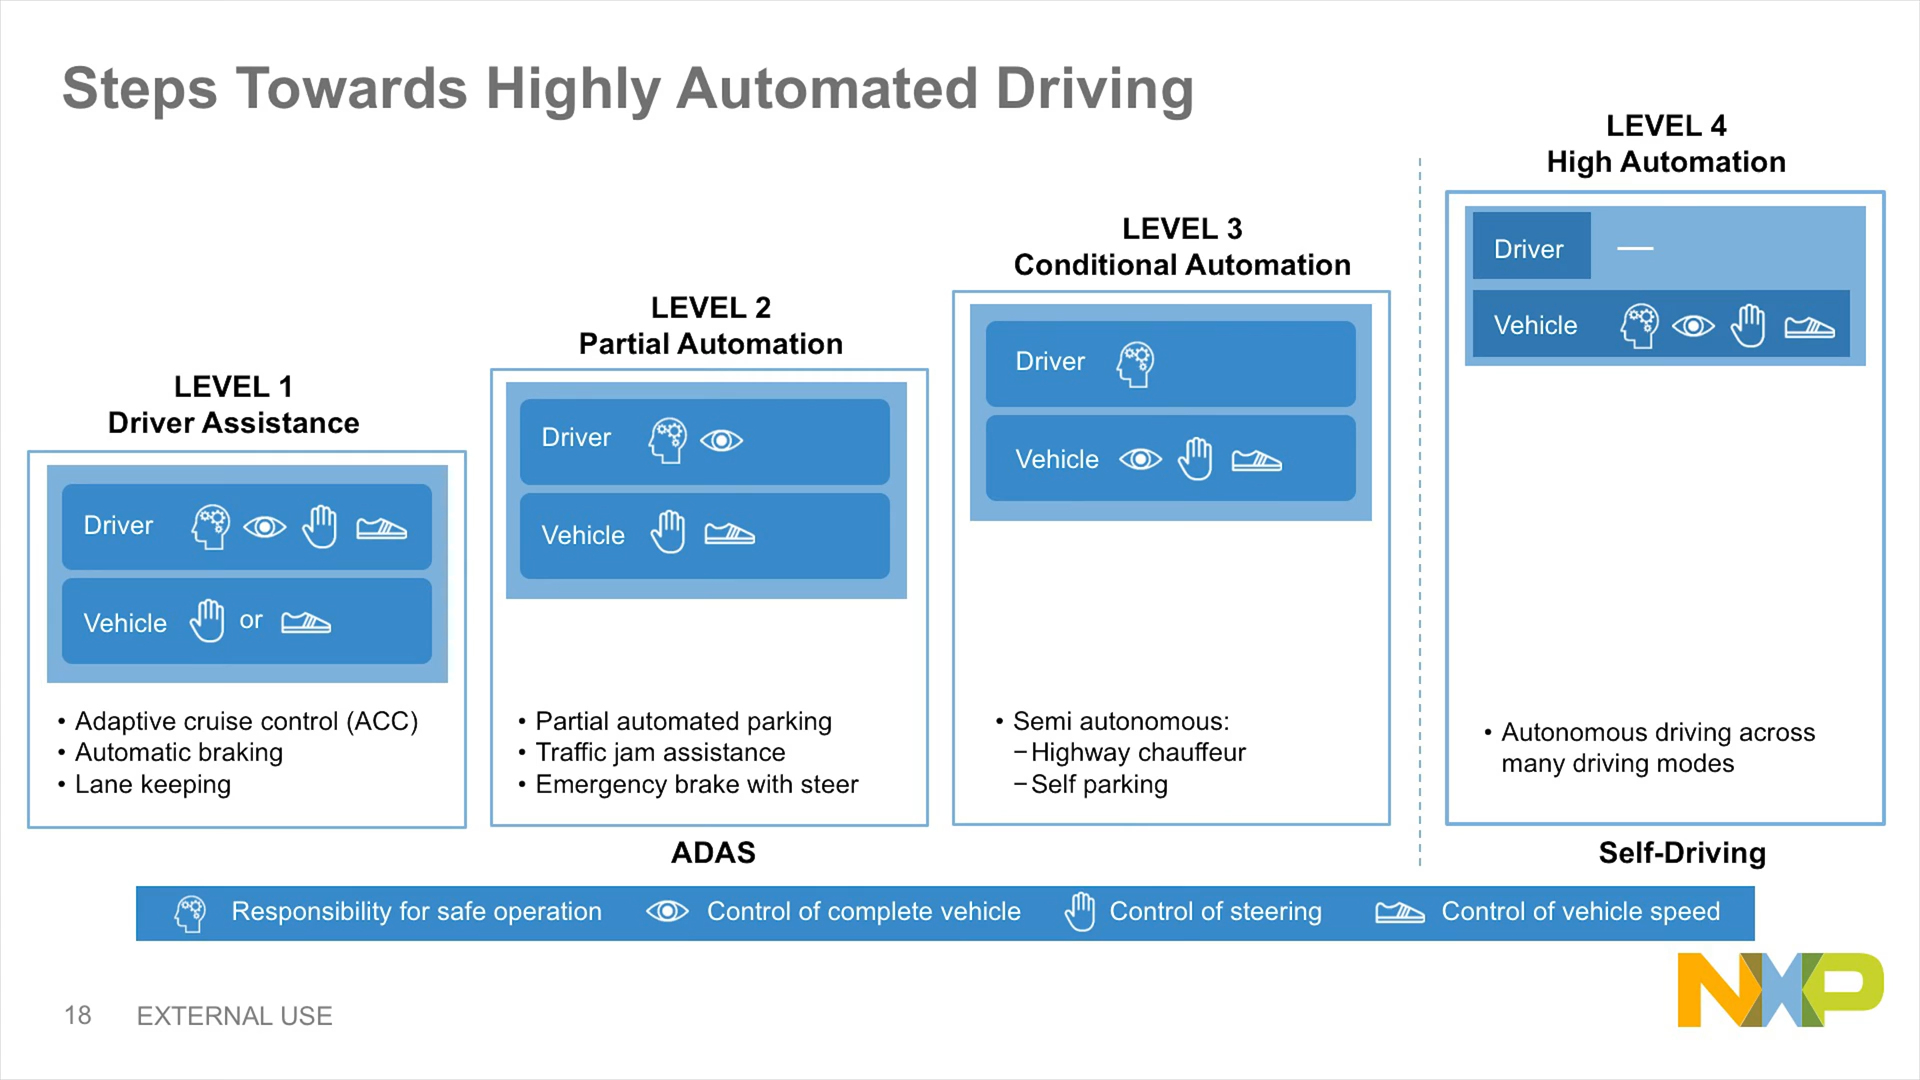 Steps Towards Highly Automated Driving
LEVEL 1
Driver Assistance
Driver
Vehicle or
• Adaptive cruise control (ACC)
• Automatic braking
• Lane keeping
LEVEL 2
Partial Automation
Driver
Vehicle
• Partial automated parking
• Traffic jam assistance
• Emergency brake with steer
LEVEL 3
Conditional Automation
Driver
Vehicle
• Semi autonomous:
− Highway chauffeur
− Self parking
LEVEL 4
High Automation
Driver —
Vehicle
• Autonomous driving across
many driving modes
ADAS
Self-Driving
Responsibility for safe operation
Control of complete vehicle
Control of steering
Control of vehicle speed
18 EXTERNAL USE
NXP